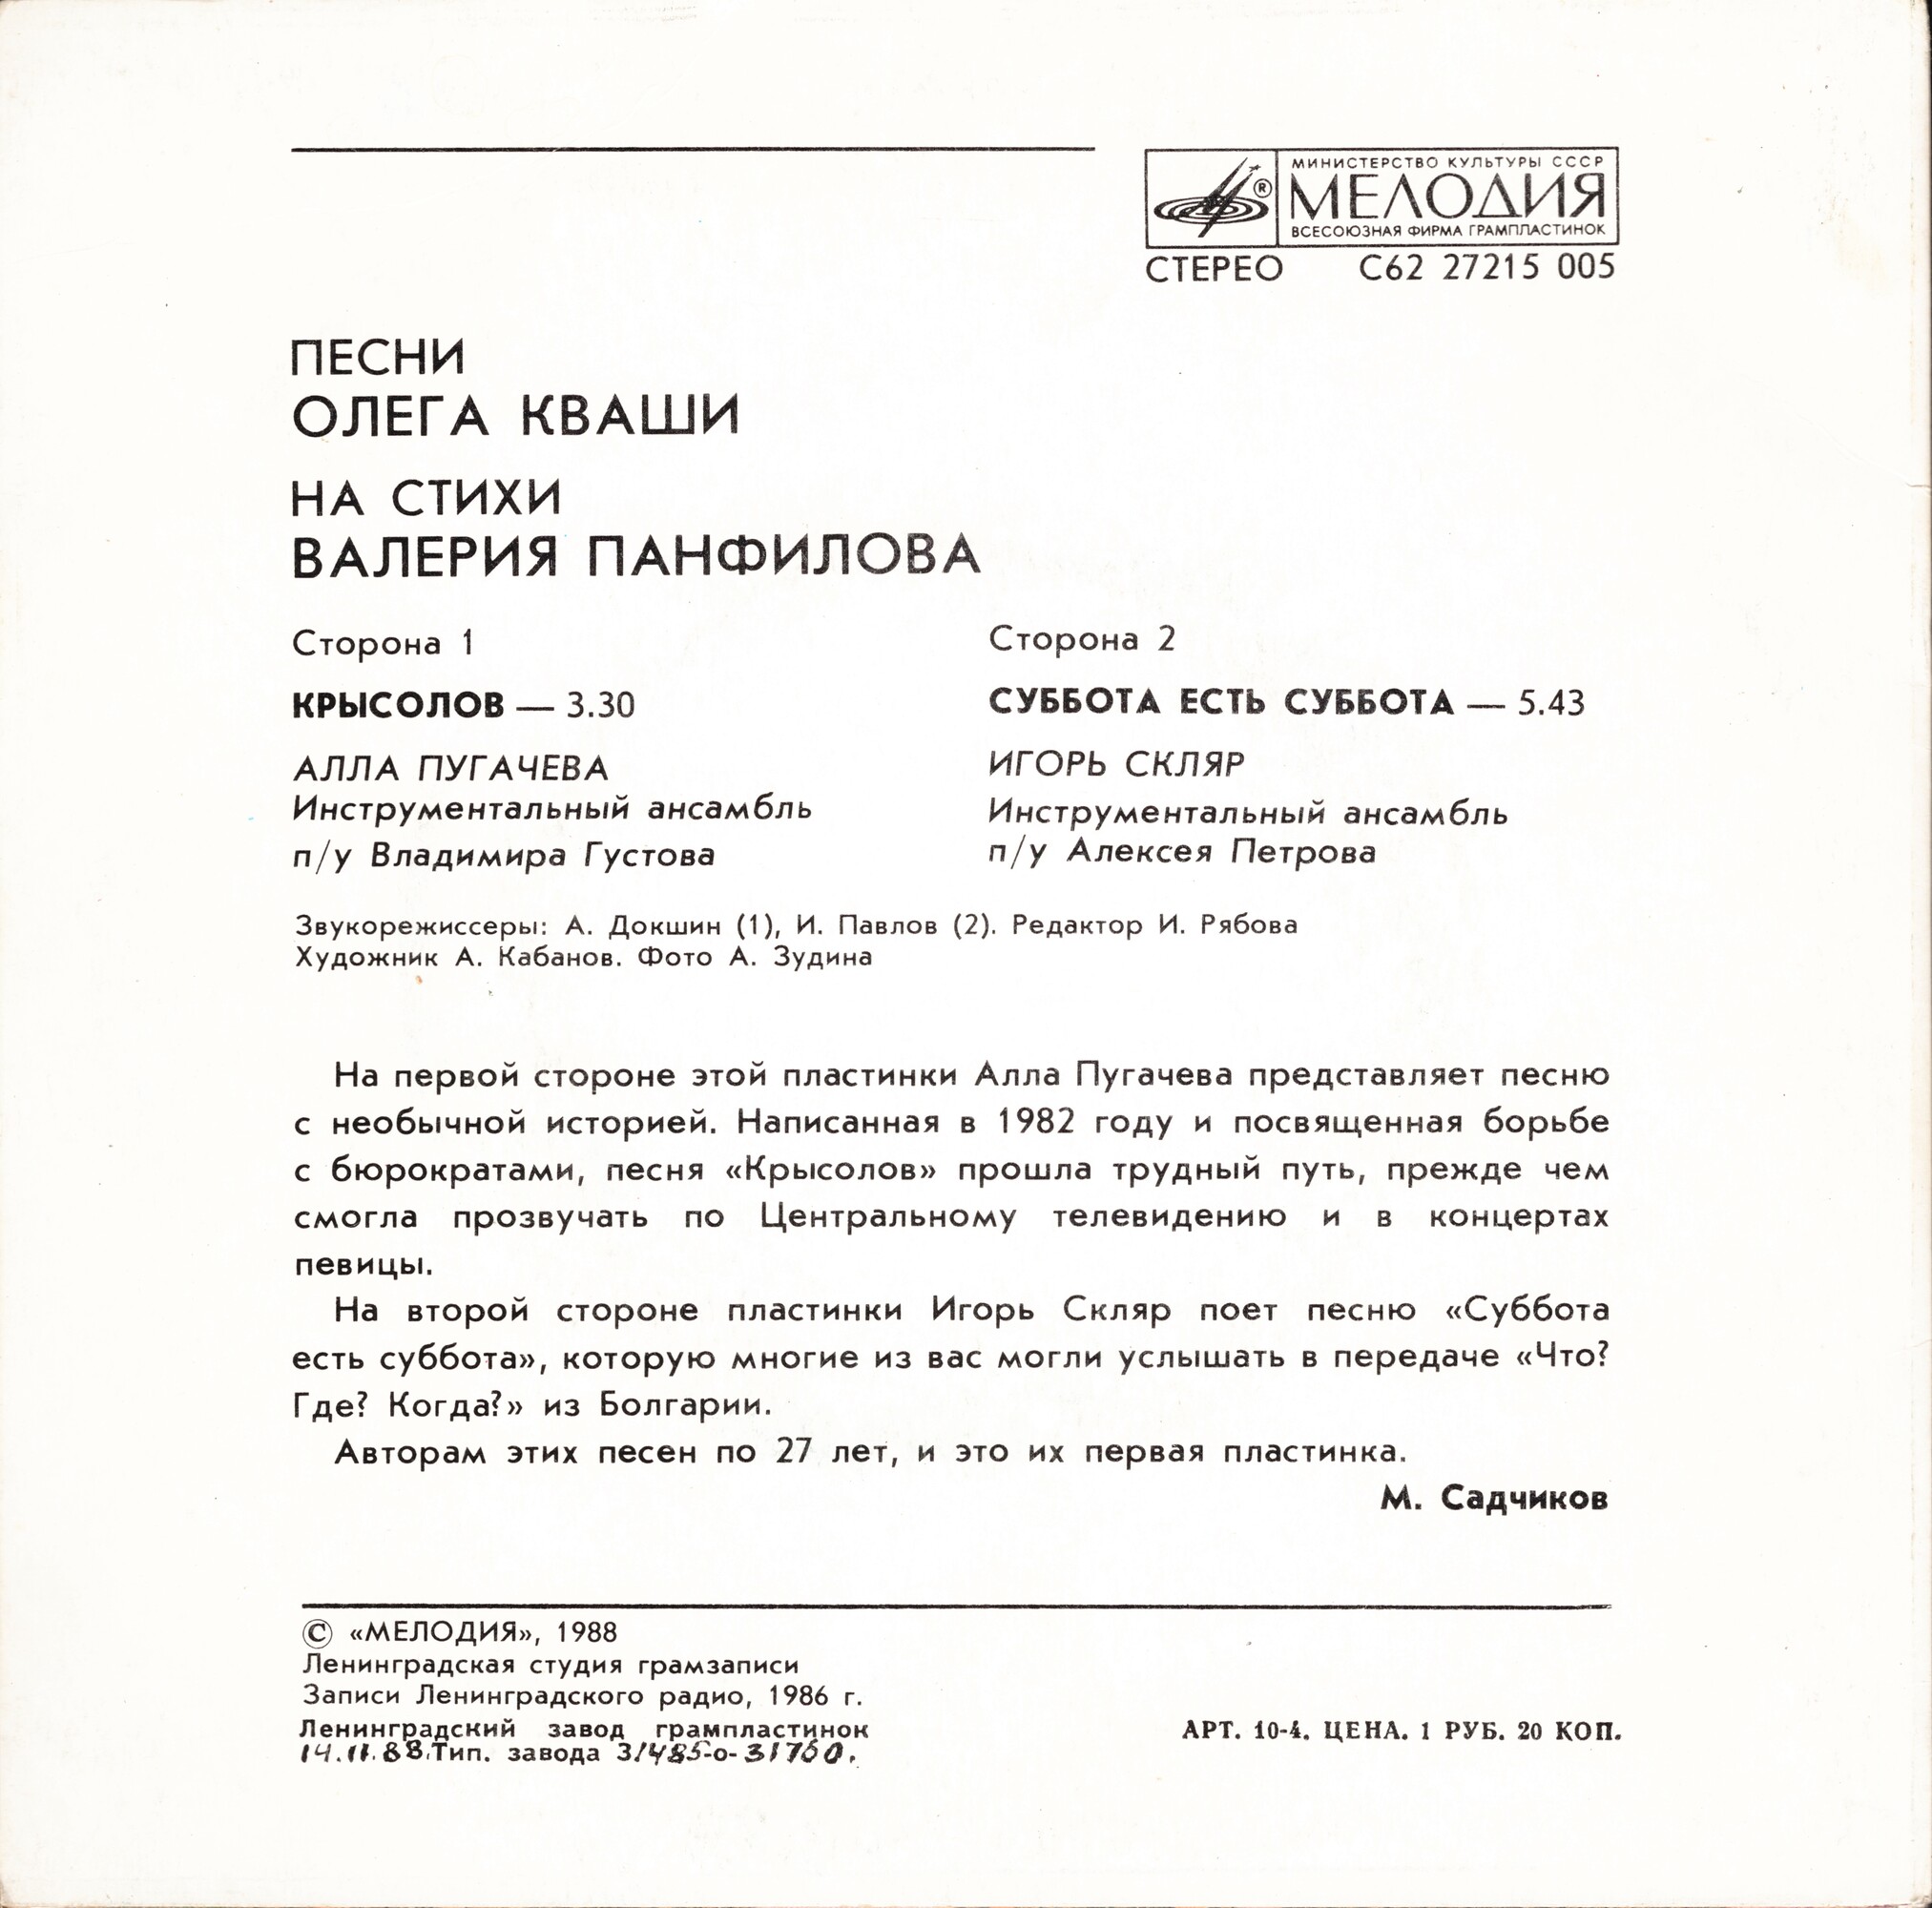 МИНИСТЕРСТВО КУЛЬТУРЫ СССР
МЕЛОДИЯ
ВСЕСОЮЗНАЯ ФИРМА ГРАМПЛАСТИНОК
®
СТЕРЕО С62 27215 005
ПЕСНИ
ОЛЕГА КВАШИ
НА СТИХИ
ВАЛЕРИЯ ПАНФИЛОВА
Сторона 1
КРЫСОЛОВ — 3.30
АЛЛА ПУГАЧЕВА
Инструментальный ансамбль
п/у Владимира Густова
Сторона 2
СУББОТА ЕСТЬ СУББОТА — 5.43
ИГОРЬ СКЛЯР
Инструментальный ансамбль
п/у Алексея Петрова
Звукорежиссеры: А. Докшин (1), И. Павлов (2). Редактор И. Рябова
Художник А. Кабанов. Фото А. Зудина
На первой стороне этой пластинки Алла Пугачева представляет песню
с необычной историей. Написанная в 1982 году и посвященная борьбе
с бюрократами, песня «Крысолов» прошла трудный путь, прежде чем
смогла прозвучать по Центральному телевидению и в концертах
певицы.
На второй стороне пластинки Игорь Скляр поет песню «Суббота
есть суббота», которую многие из вас могли услышать в передаче «Что?
Где? Когда?» из Болгарии.
Авторам этих песен по 27 лет, и это их первая пластинка.
М. Садчиков
© «МЕЛОДИЯ», 1988
Ленинградская студия грамзаписи
Записи Ленинградского радио, 1986 г.
Ленинградский завод грампластинок
14.11.88. Тип. завода
АРТ. 10-4. ЦЕНА. 1 РУБ. 20 КОП.